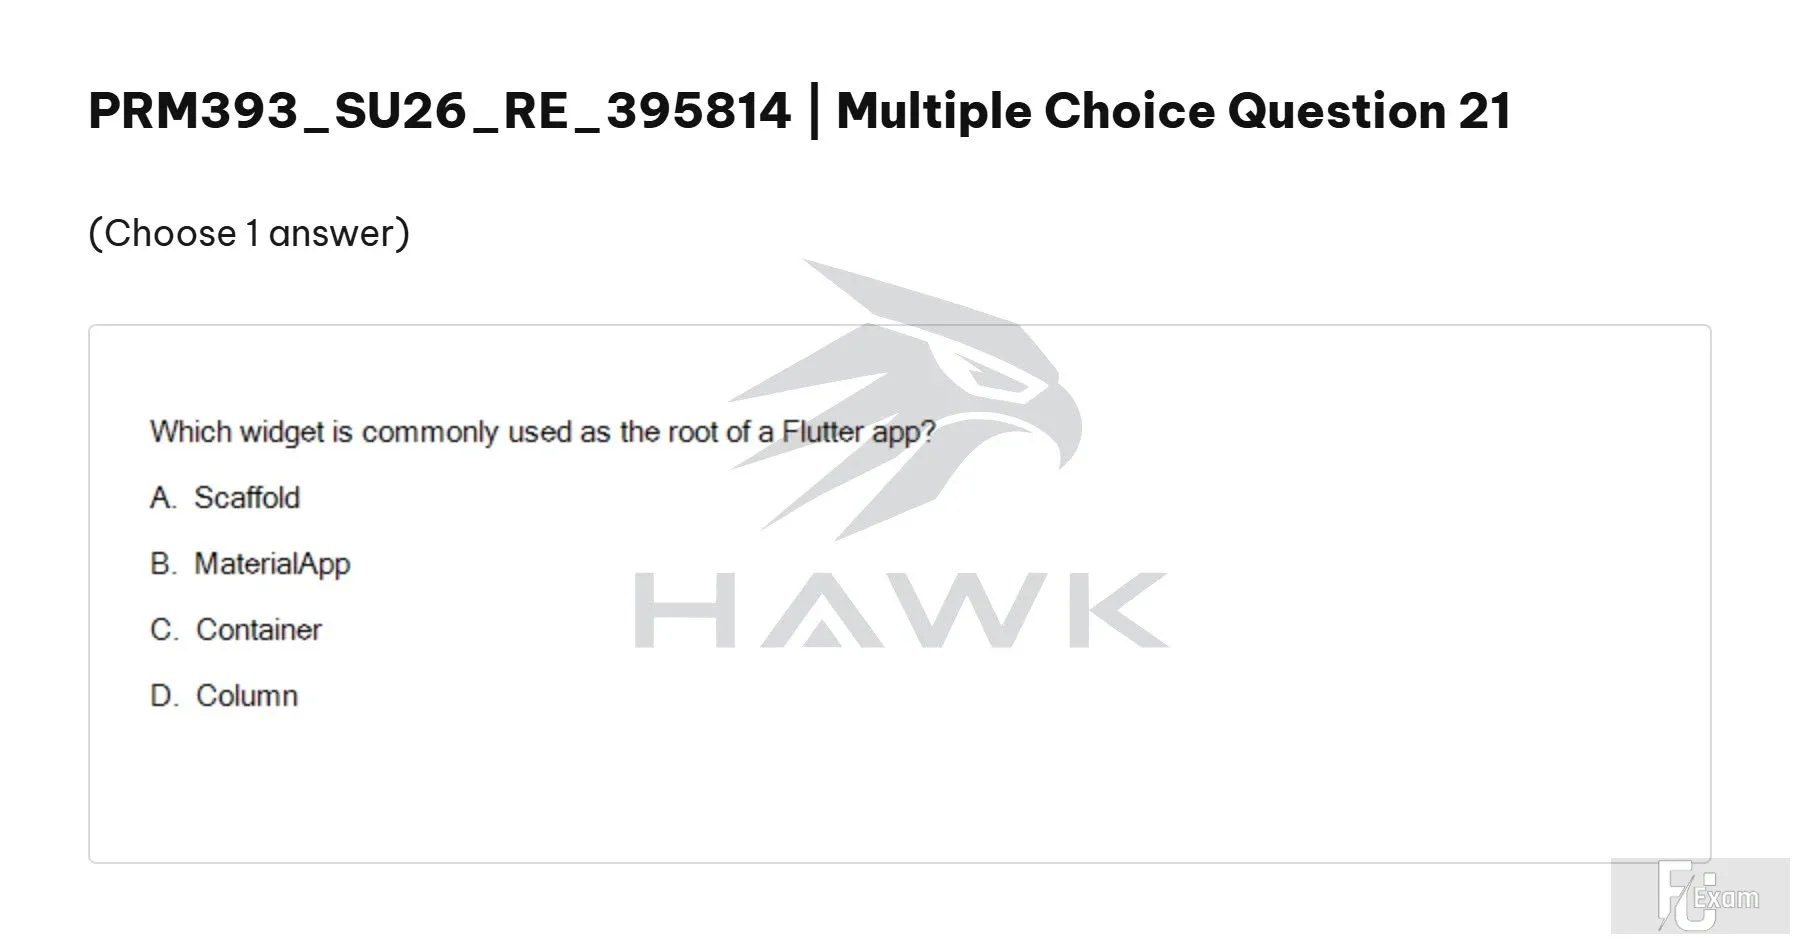 PRM393_SU26_RE_395814 | Multiple Choice Question 21
(Choose 1 answer)
Which widget is commonly used as the root of a Flutter app?
A. Scaffold
B. MaterialApp
C. Container
D. Column
HAWK
FU Exam